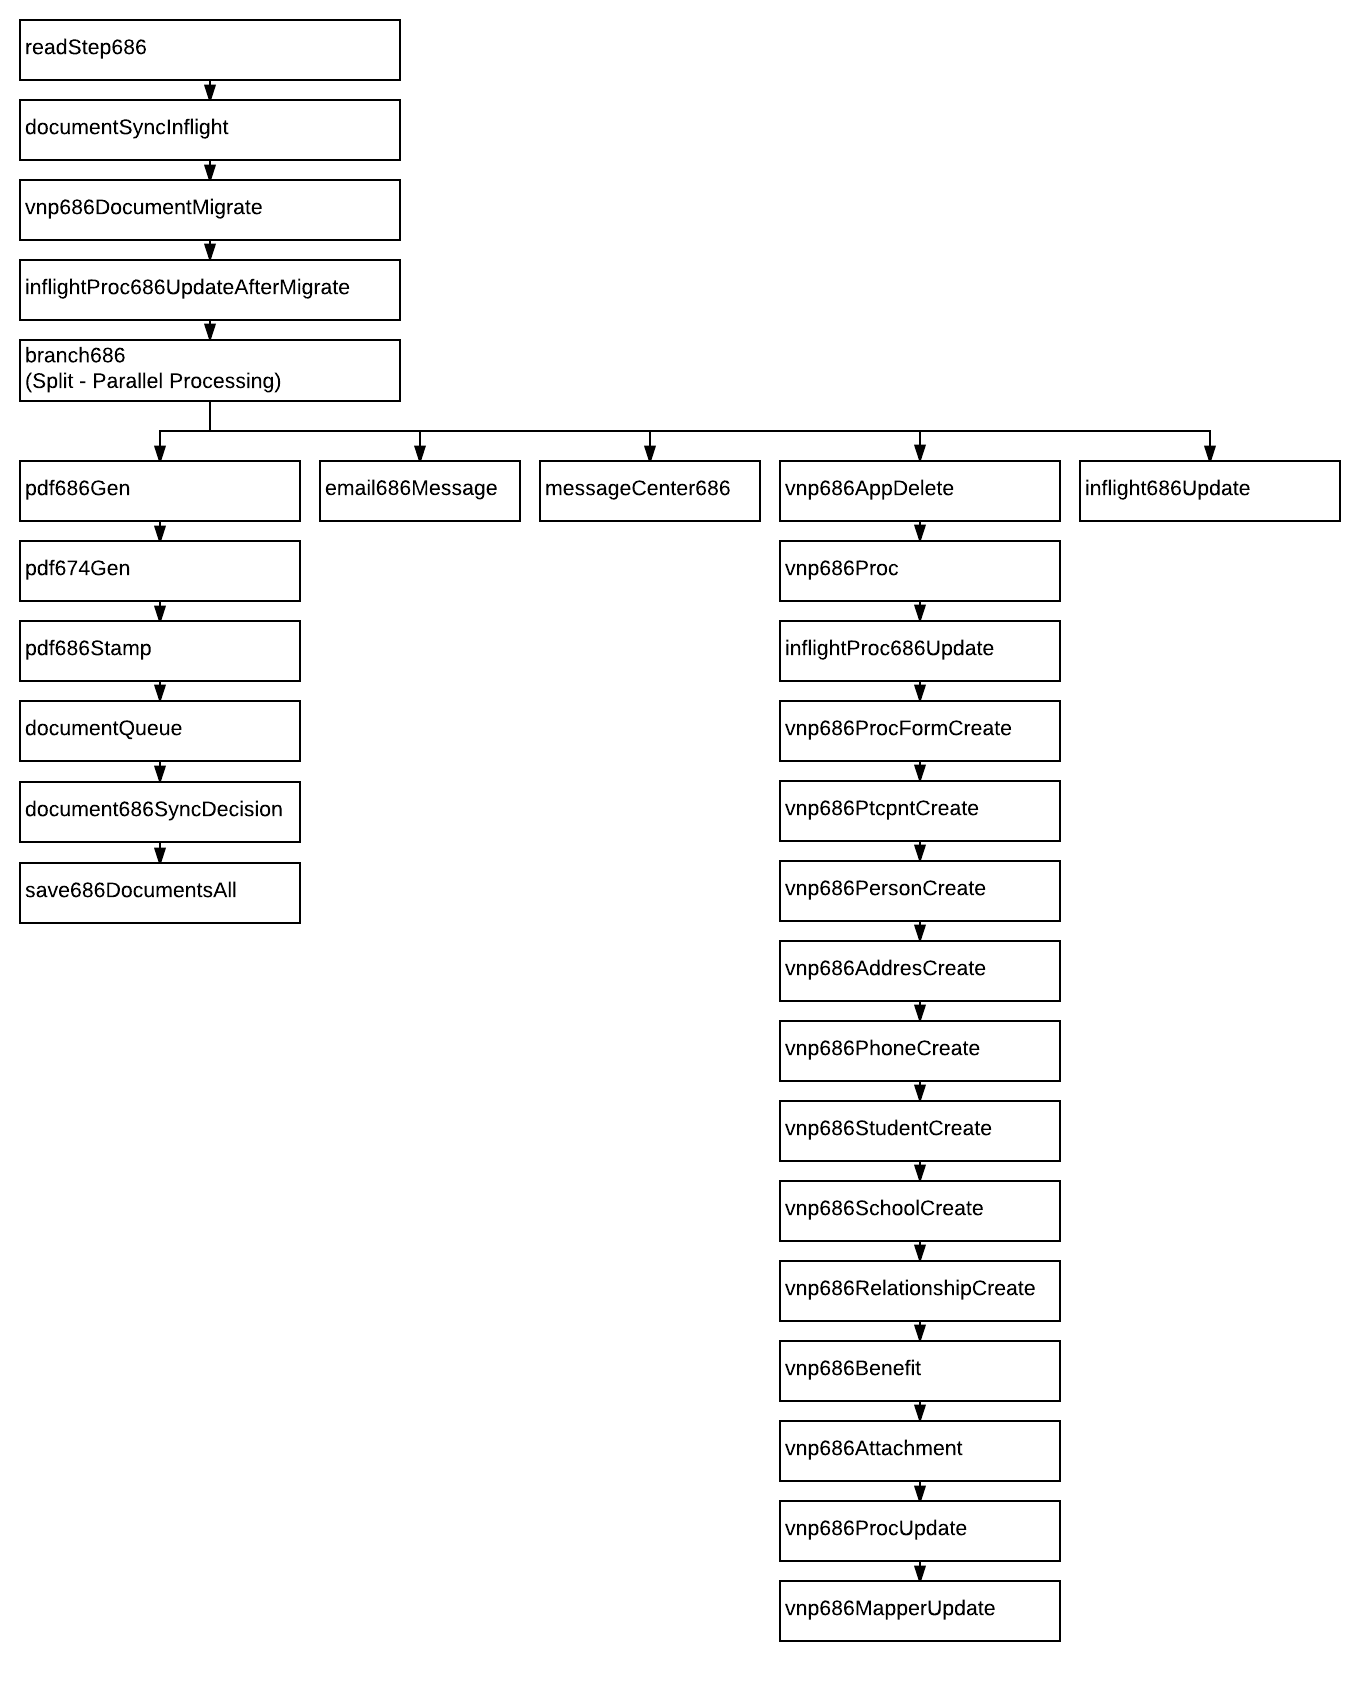 readStep686
documentSyncInflight
vnp686DocumentMigrate
inflightProc686UpdateAfterMigrate
branch686
(Split - Parallel Processing)
pdf686Gen
email686Message
messageCenter686
vnp686AppDelete
inflight686Update
pdf674Gen
vnp686Proc
pdf686Stamp
inflightProc686Update
documentQueue
vnp686ProcFormCreate
document686SyncDecision
vnp686PtcpntCreate
save686DocumentsAll
vnp686PersonCreate
vnp686AddresCreate
vnp686PhoneCreate
vnp686StudentCreate
vnp686SchoolCreate
vnp686RelationshipCreate
vnp686Benefit
vnp686Attachment
vnp686ProcUpdate
vnp686MapperUpdate